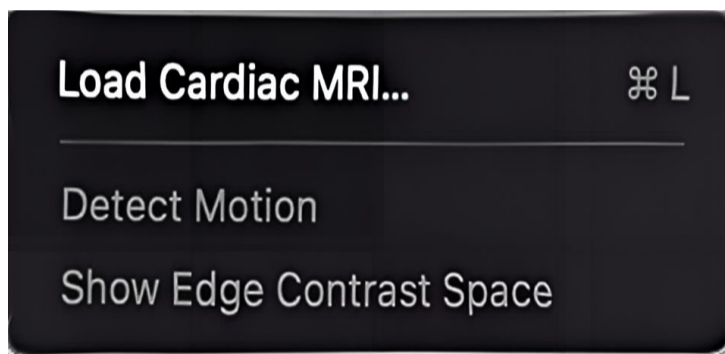 Load Cardiac MRI... ⌘ L
Detect Motion
Show Edge Contrast Space